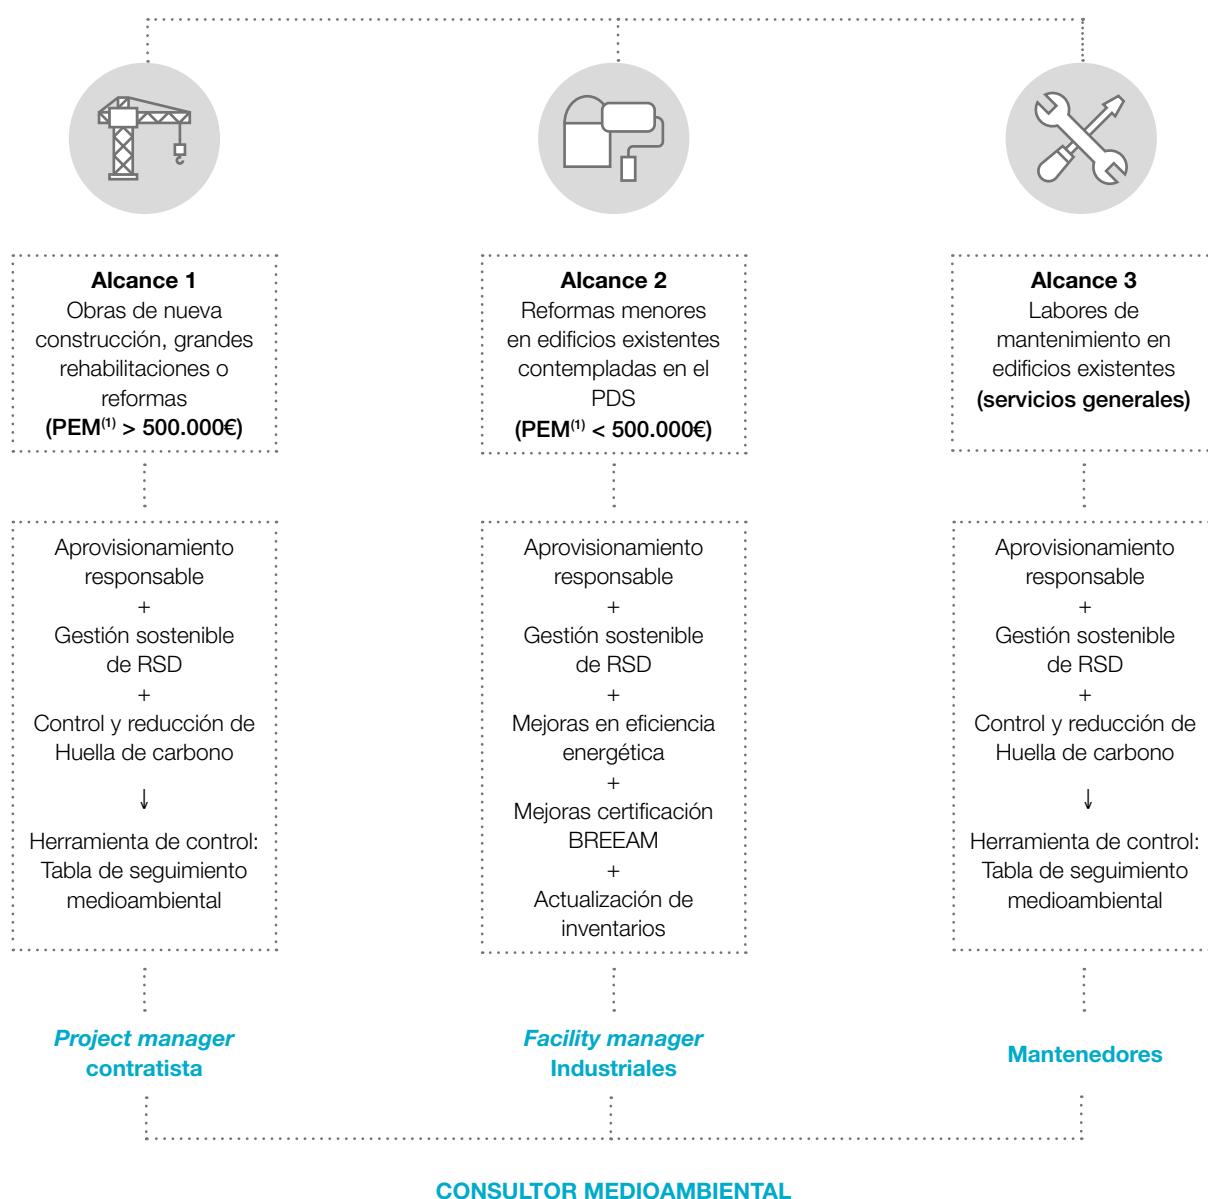 Alcance 1
Obras de nueva
construcción, grandes
rehabilitaciones o
reformas
(PEM(1) > 500.000€)
Alcance 2
Reformas menores
en edificios existentes
contempladas en el
PDS
(PEM(1) < 500.000€)
Alcance 3
Labores de
mantenimiento en
edificios existentes
(servicios generales)
Aprovisionamiento
responsable
+
Gestión sostenible
de RSD
+
Control y reducción de
Huella de carbono
↓
Herramienta de control:
Tabla de seguimiento
medioambiental
Aprovisionamiento
responsable
+
Gestión sostenible
de RSD
+
Mejoras en eficiencia
energética
+
Mejoras certificación
BREEAM
+
Actualización de
inventarios
Aprovisionamiento
responsable
+
Gestión sostenible
de RSD
+
Control y reducción de
Huella de carbono
↓
Herramienta de control:
Tabla de seguimiento
medioambiental
Project manager
contratista
Facility manager
Industriales
Mantenedores
CONSULTOR MEDIOAMBIENTAL